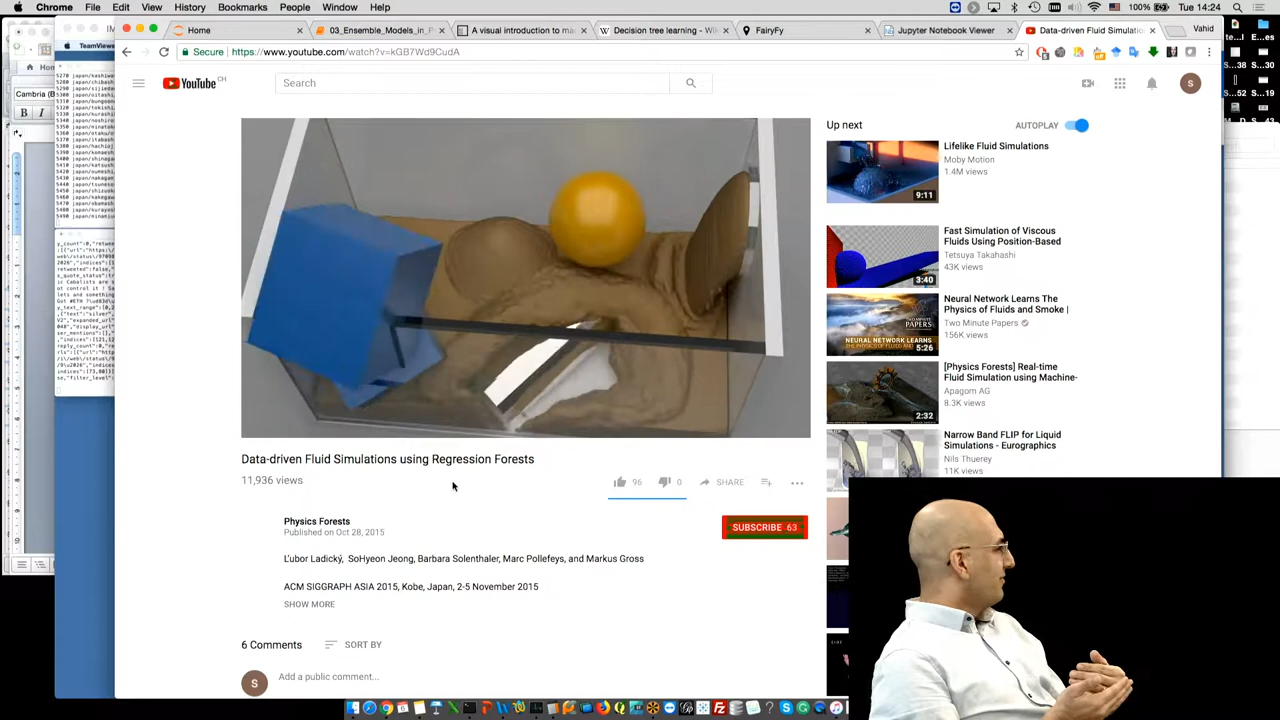 Chrome File Edit View History Bookmarks People Window Help
100% Tue 14:24
Home
03_Ensemble_Models_in_P
A visual introduction to ma
Decision tree learning - Wik
FairyFy
Jupyter Notebook Viewer
Data-driven Fluid Simulatio
Vahid
Secure https://www.youtube.com/watch?v=kGB7Wd9CudA
YouTube CH
Search
Cambria (B
B I
Up next
AUTOPLAY
Lifelike Fluid Simulations
Moby Motion
1.4M views
9:11
Fast Simulation of Viscous
Fluids Using Position-Based
Tetsuya Takahashi
43K views
3:40
Neural Network Learns The
Physics of Fluids and Smoke |
Two Minute Papers
156K views
5:26
[Physics Forests] Real-time
Fluid Simulation using Machine-
Apagom AG
8.3K views
2:32
Narrow Band FLIP for Liquid
Simulations - Eurographics
Nils Thuerey
11K views
Data-driven Fluid Simulations using Regression Forests
11,936 views
96 0 SHARE
Physics Forests
Published on Oct 28, 2015
SUBSCRIBE 63
Ľubor Ladický, SoHyeon Jeong, Barbara Solenthaler, Marc Pollefeys, and Markus Gross
ACM SIGGRAPH ASIA 2015, Kobe, Japan, 2-5 November 2015
SHOW MORE
6 Comments SORT BY
S
Add a public comment...